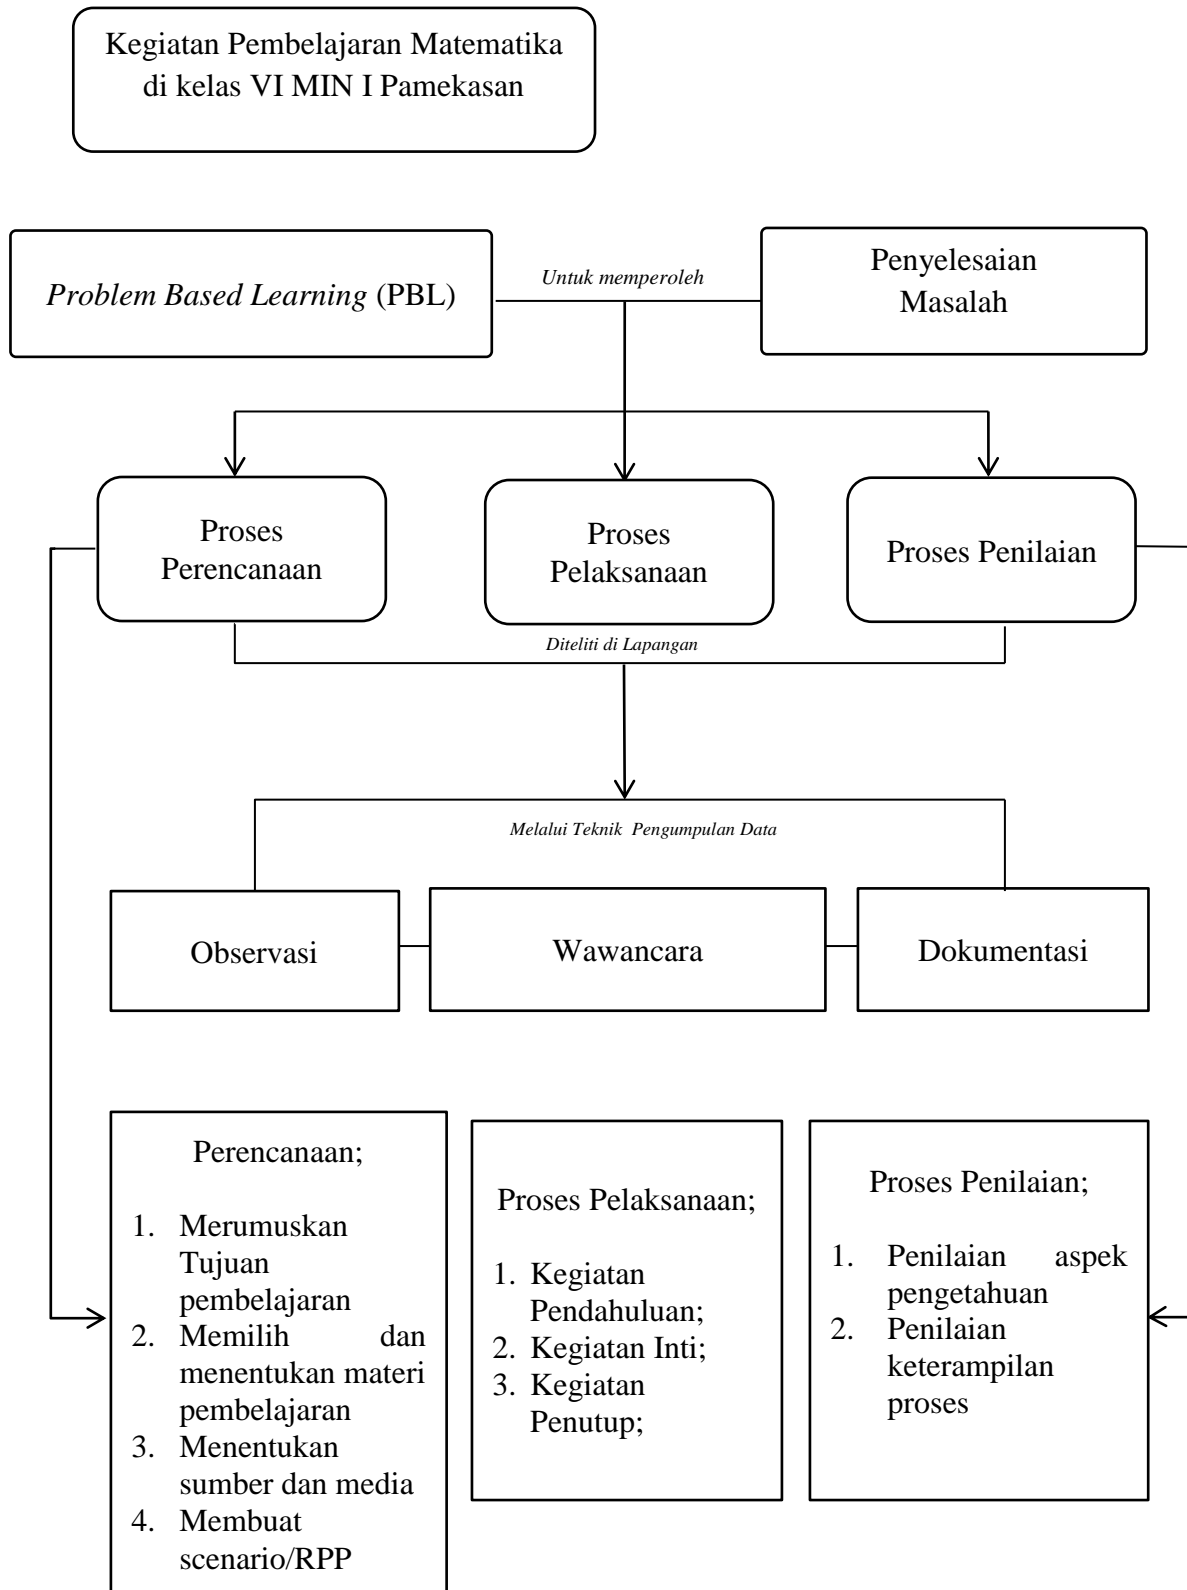 Kegiatan Pembelajaran Matematika
di kelas VI MIN I Pamekasan
Problem Based Learning (PBL)
Untuk memperoleh
Penyelesaian
Masalah
Proses
Perencanaan
Proses
Pelaksanaan
Proses Penilaian
Diteliti di Lapangan
Melalui Teknik Pengumpulan Data
Observasi
Wawancara
Dokumentasi
Perencanaan;
1. Merumuskan
Tujuan
pembelajaran
2. Memilih dan
menentukan materi
pembelajaran
3. Menentukan
sumber dan media
4. Membuat
scenario/RPP
Proses Pelaksanaan;
1. Kegiatan
Pendahuluan;
2. Kegiatan Inti;
3. Kegiatan
Penutup;
Proses Penilaian;
1. Penilaian aspek
pengetahuan
2. Penilaian
keterampilan
proses